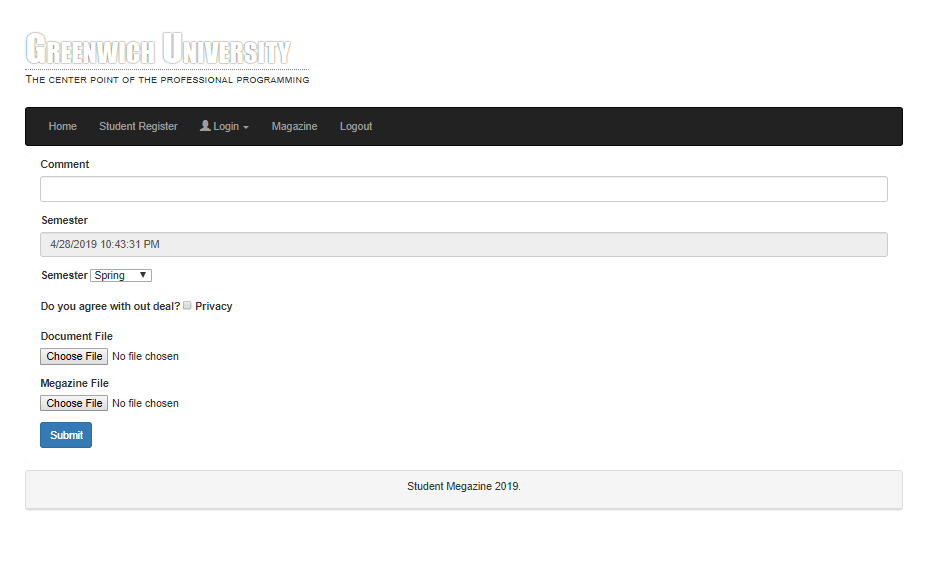 Greenwich University
The center point of the professional programming
Home Student Register Login Magazine Logout
Comment
Semester
4/28/2019 10:43:31 PM
Semester Spring
Do you agree with out deal? Privacy
Document File
Choose File No file chosen
Megazine File
Choose File No file chosen
Submit
Student Megazine 2019.